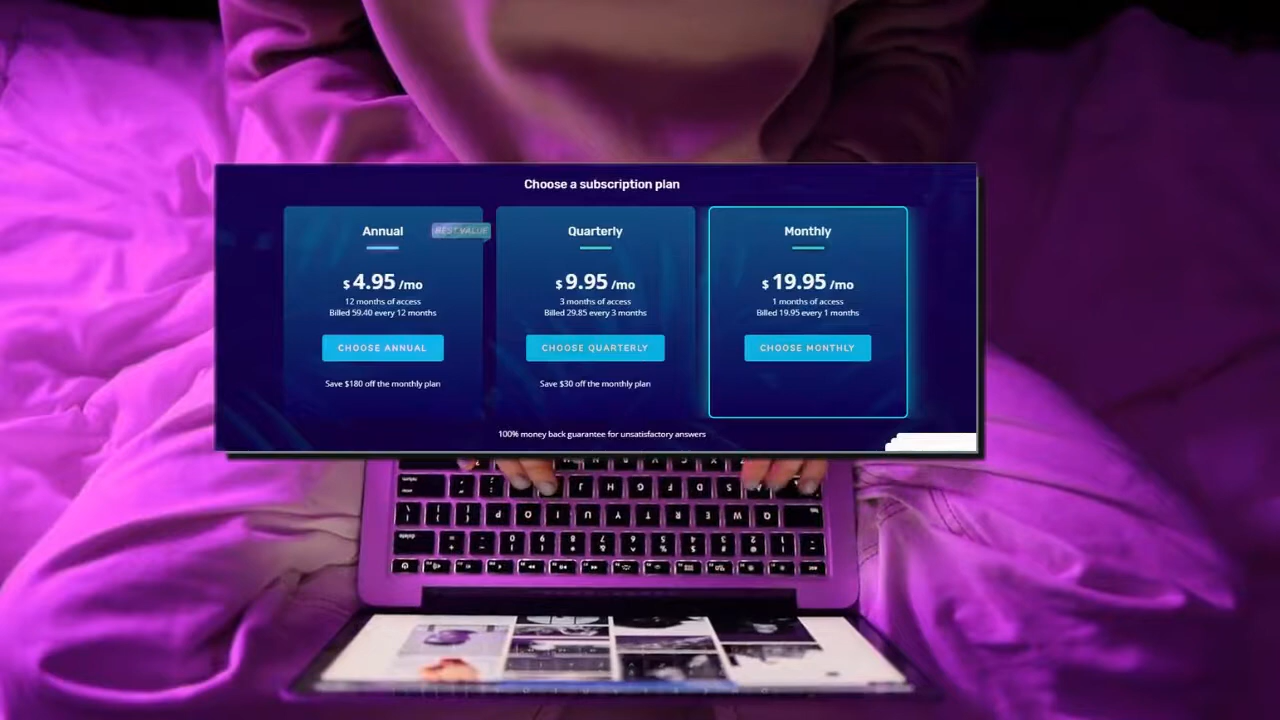 Choose a subscription plan
Annual
BEST VALUE
$ 4.95 /mo
12 months of access
Billed 59.40 every 12 months
CHOOSE ANNUAL
Save $180 off the monthly plan
Quarterly
$ 9.95 /mo
3 months of access
Billed 29.85 every 3 months
CHOOSE QUARTERLY
Save $30 off the monthly plan
Monthly
$ 19.95 /mo
1 months of access
Billed 19.95 every 1 months
CHOOSE MONTHLY
100% money back guarantee for unsatisfactory answers